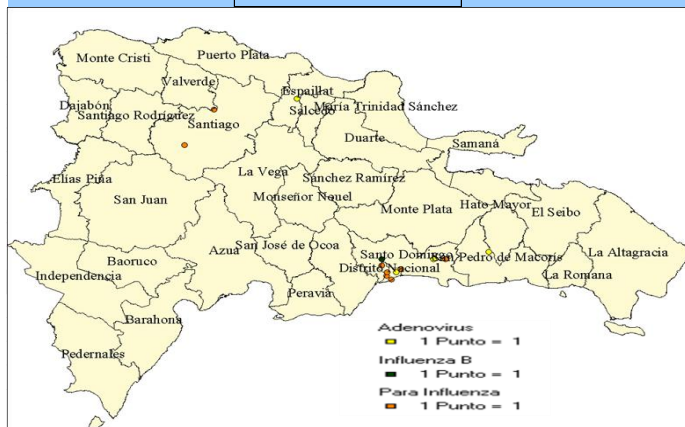 Puerto Plata
Monte Cristi
Valverde
Espaillat
Dajabón
María Trinidad Sánchez
Santiago Rodríguez
Salcedo
Santiago
Duarte
Samaná
La Vega
Elías Piña
Sánchez Ramírez
San Juan
Monseñor Nouel
Hato Mayor
Monte Plata
El Seibo
Azua
San José de Ocoa
Santo Domingo
San Pedro de Macorís
La Altagracia
Baoruco
Distrito Nacional
Independencia
La Romana
Peravia
Barahona
Pedernales
Adenovirus
1 Punto = 1
Influenza B
1 Punto = 1
Para Influenza
1 Punto = 1